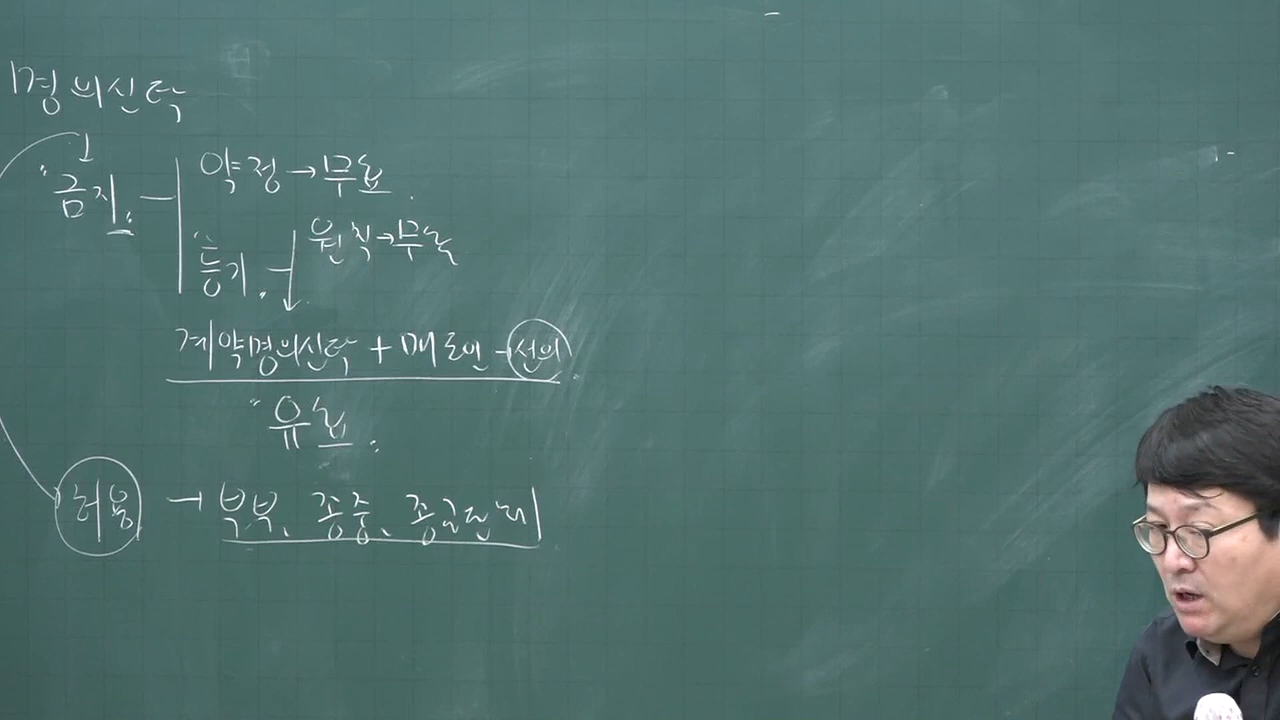 명의신탁
"금지. 약정 → 무효.
"등기. 원칙 → 무효
계약명의신탁 + 매도인 → 선의
"유효.
허용 → 부부, 종중, 종교단체